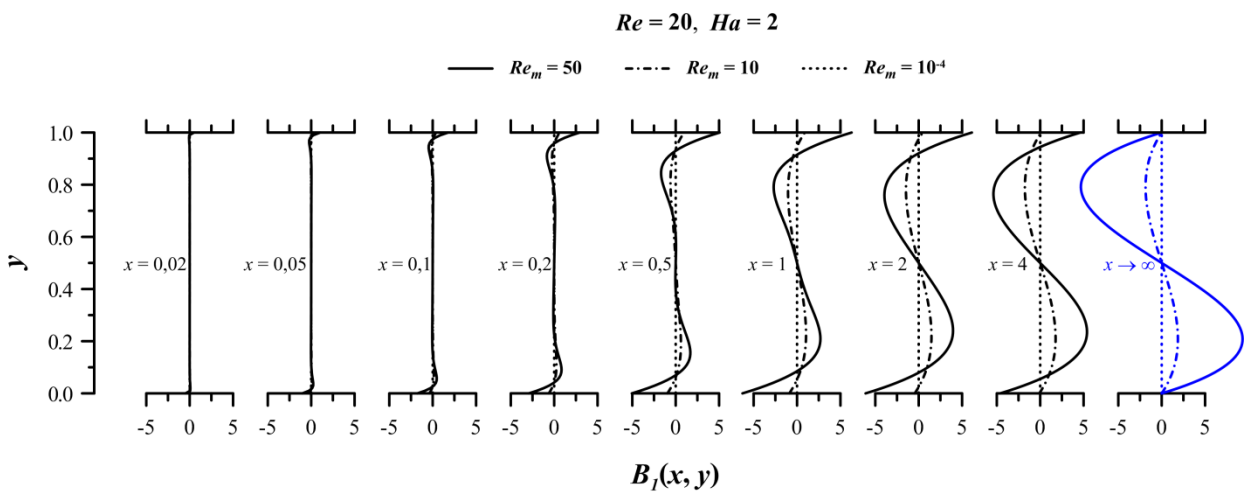 Re = 20, Ha = 2
Re_m = 50 Re_m = 10 Re_m = 10⁻⁴
1.0
0.8
0.6
0.4
0.2
0.0
y
x = 0,02 x = 0,05 x = 0,1 x = 0,2 x = 0,5 x = 1 x = 2 x = 4 x → ∞
-5 0 5 -5 0 5 -5 0 5 -5 0 5 -5 0 5 -5 0 5 -5 0 5 -5 0 5 -5 0 5
B_1(x, y)